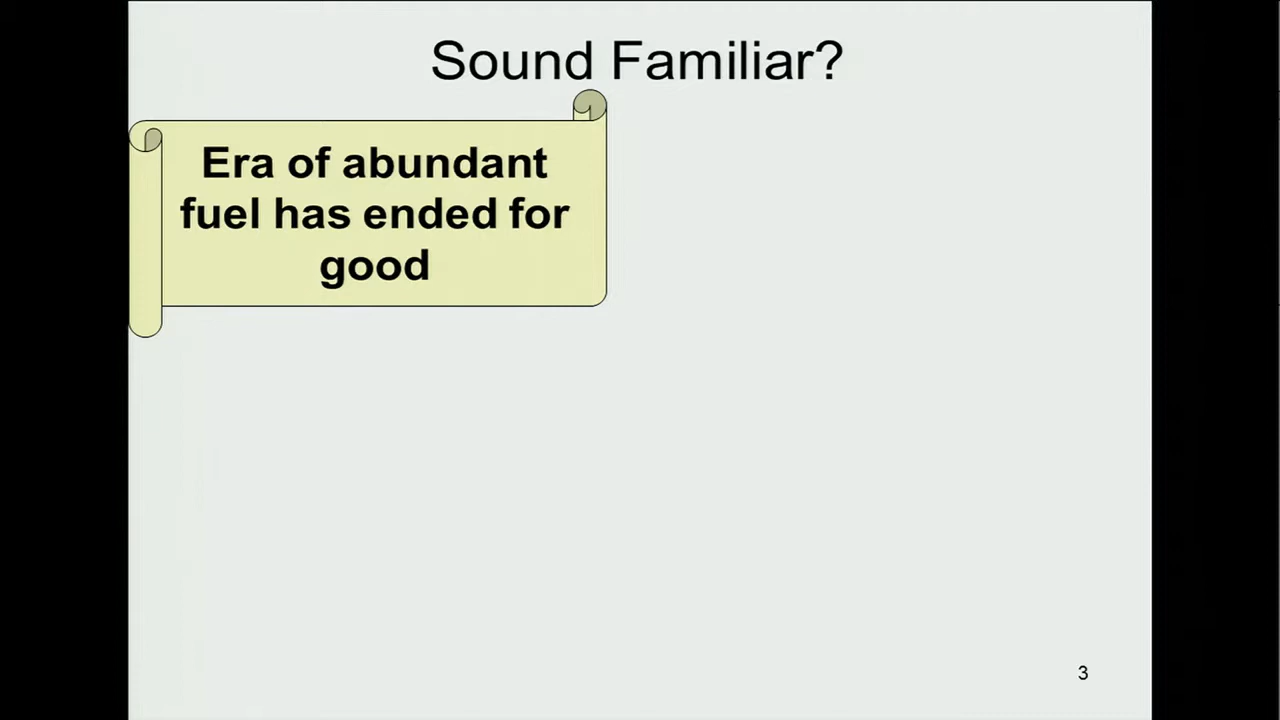 Sound Familiar?
Era of abundant
fuel has ended for
good
3